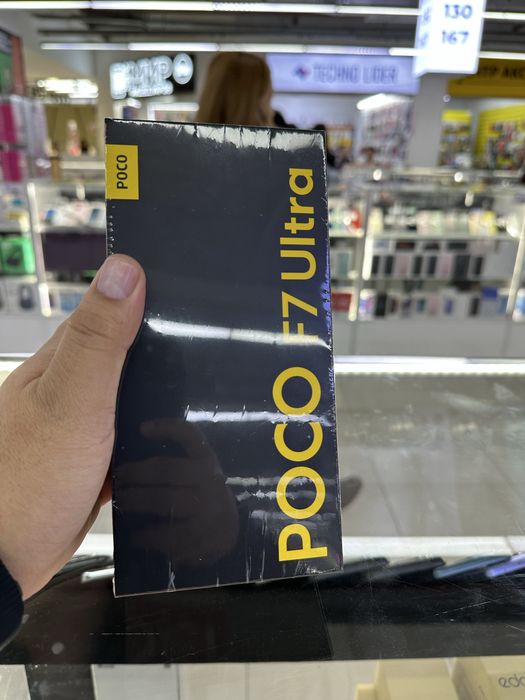 130
167
TECHNO LIDER
POCO
POCO F7 Ultra